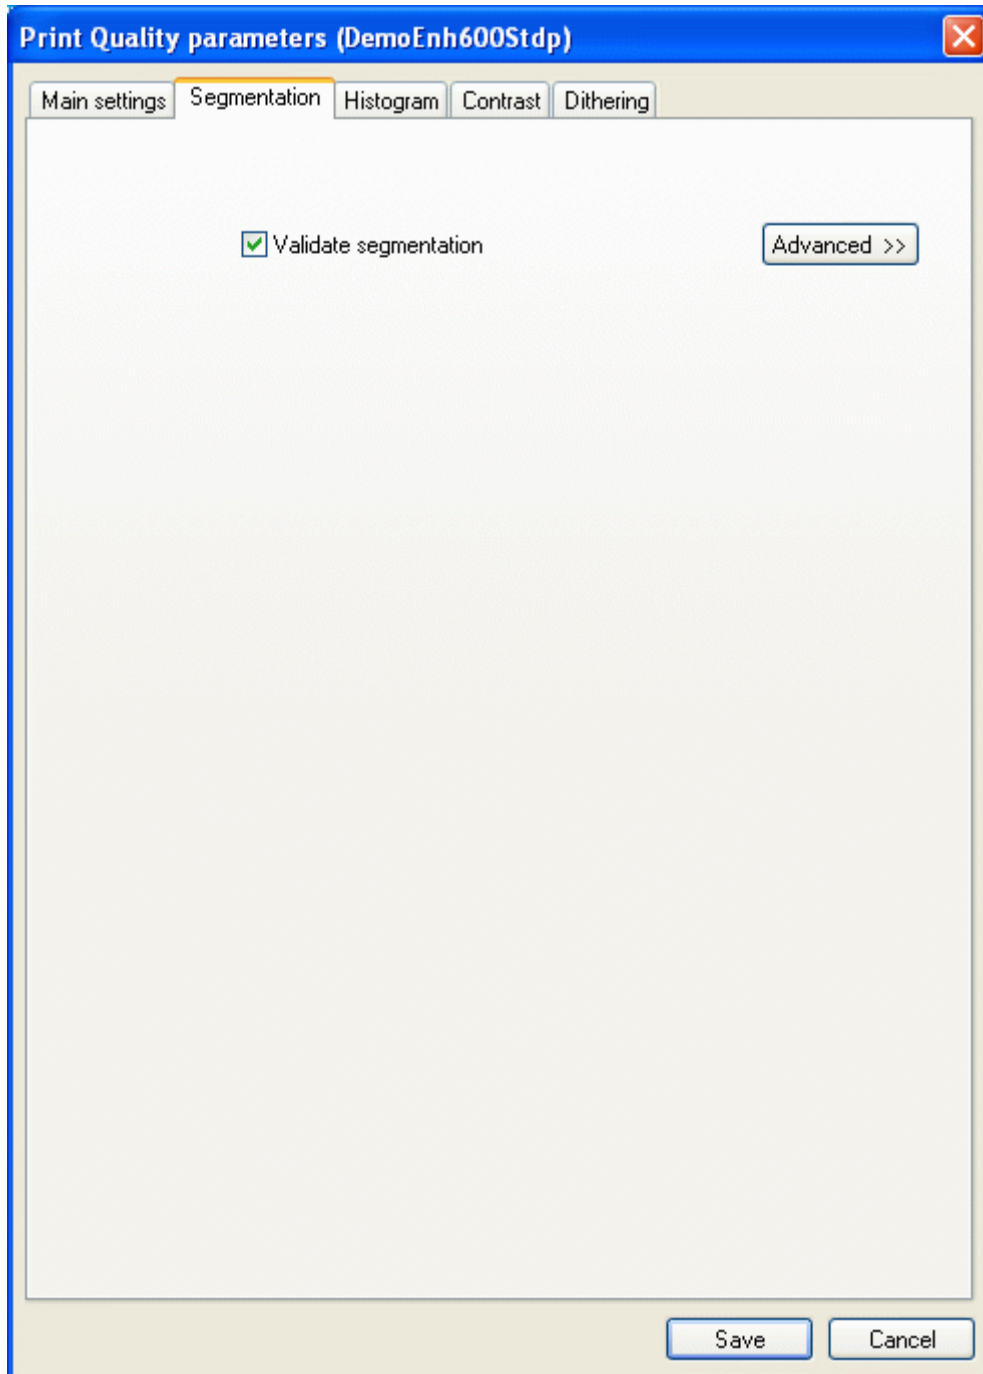 Print Quality parameters (DemoEnh600Stdp)
Main settings Segmentation Histogram Contrast Dithering
Validate segmentation Advanced >>
Save Cancel